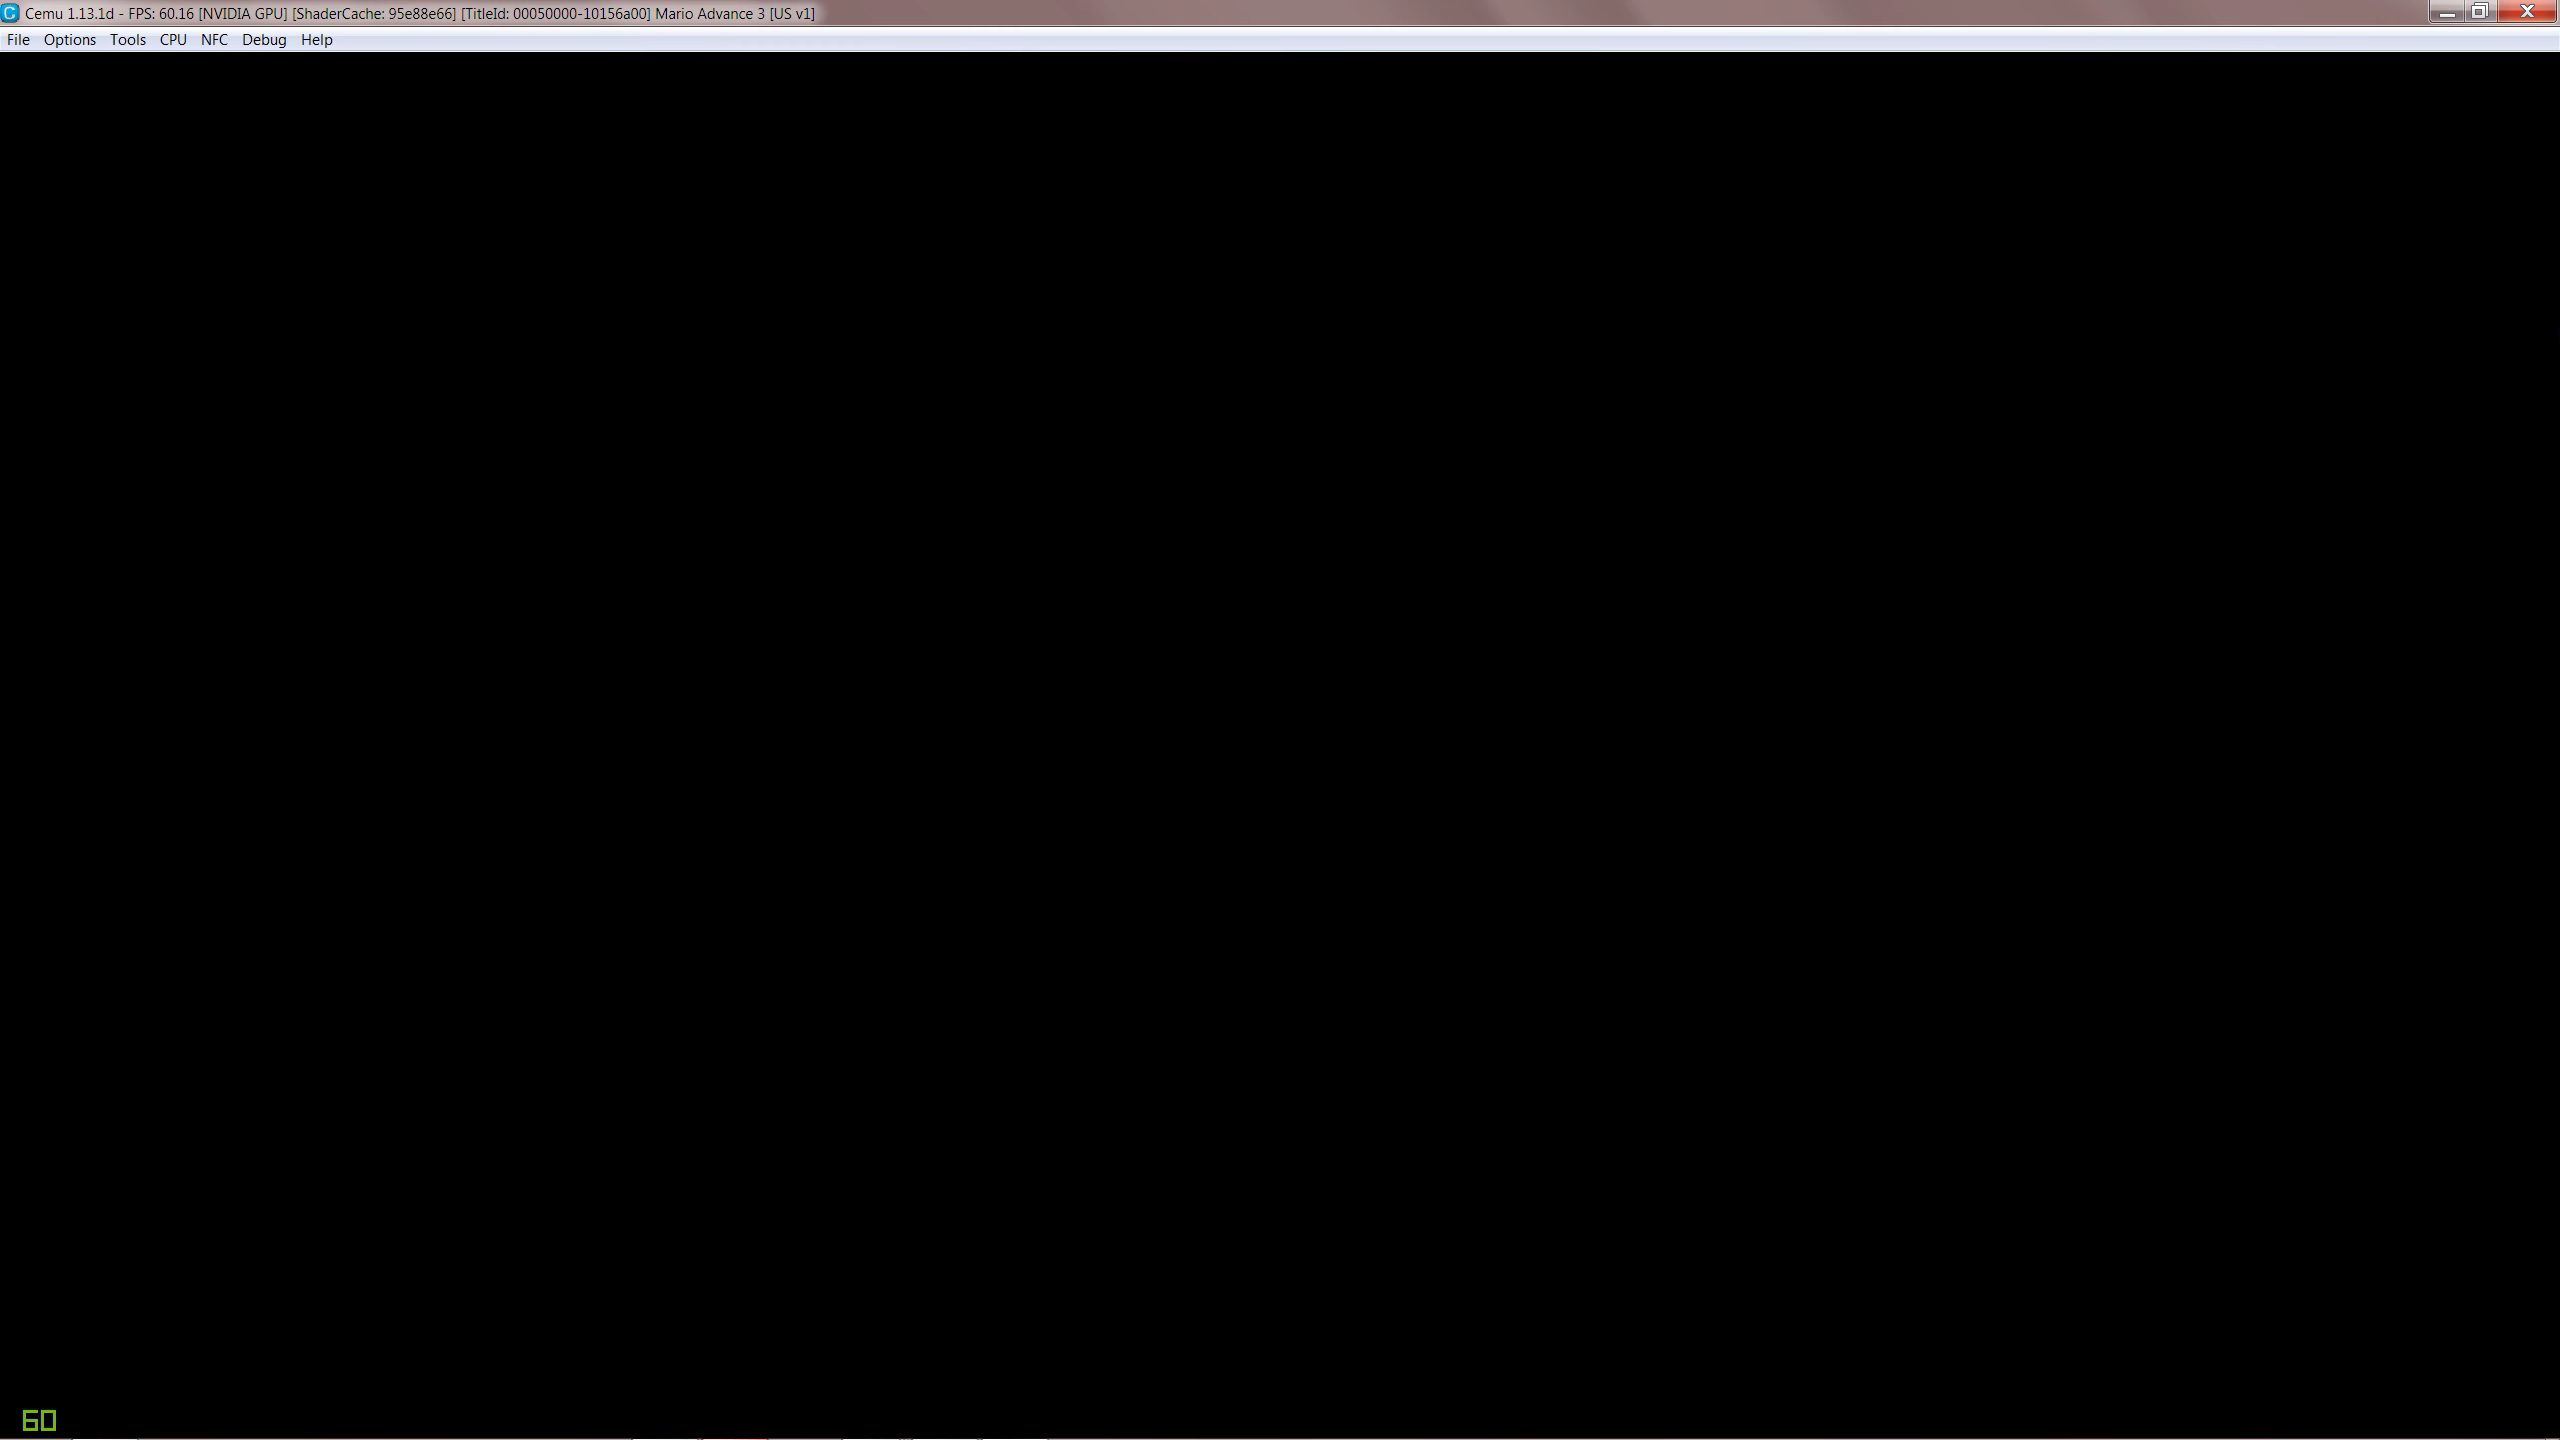 Cemu 1.13.1d - FPS: 60.16 [NVIDIA GPU] [ShaderCache: 95e88e66] [TitleId: 00050000-10156a00] Mario Advance 3 [US v1]
File Options Tools CPU NFC Debug Help
60